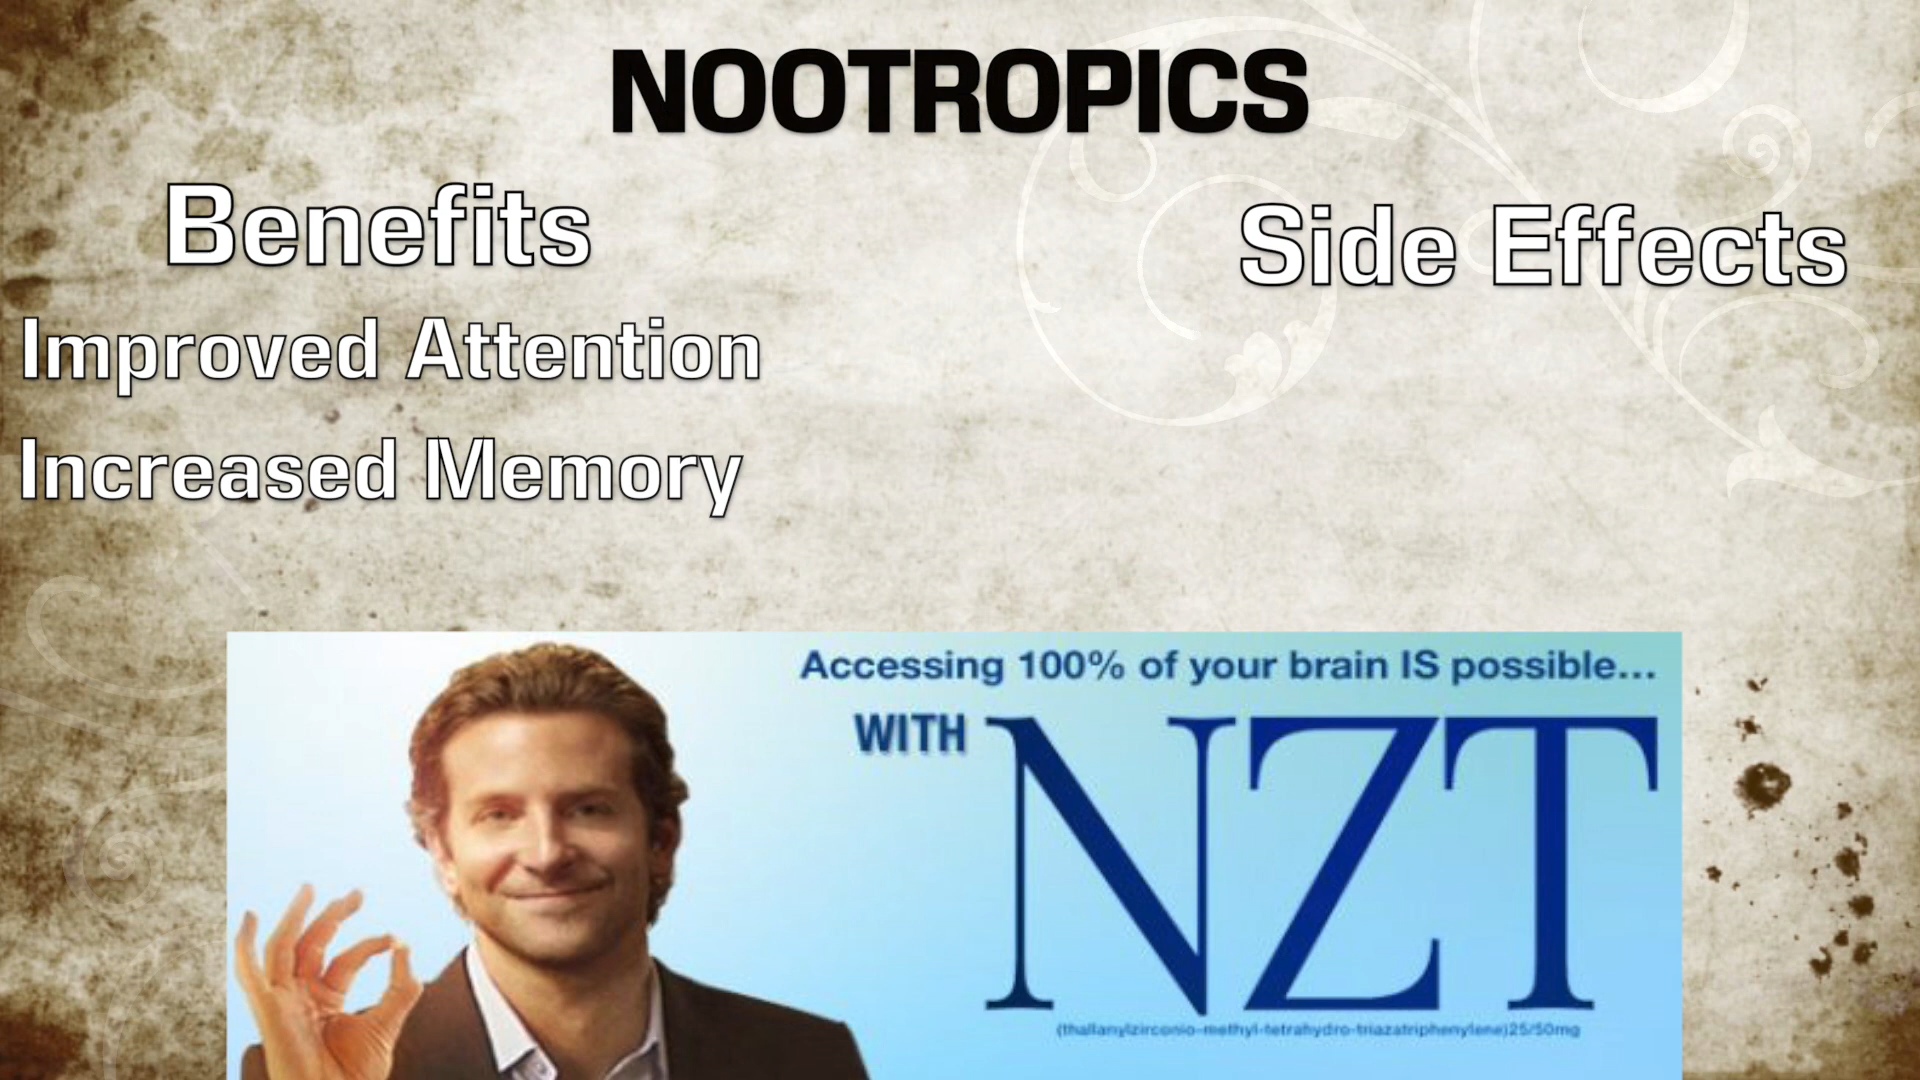 NOOTROPICS
Benefits
Side Effects
Improved Attention
Increased Memory
Accessing 100% of your brain IS possible...
WITH NZT
(thallanylzirconio-methyl-tetrahydro-triazatriphenylene)25/50mg